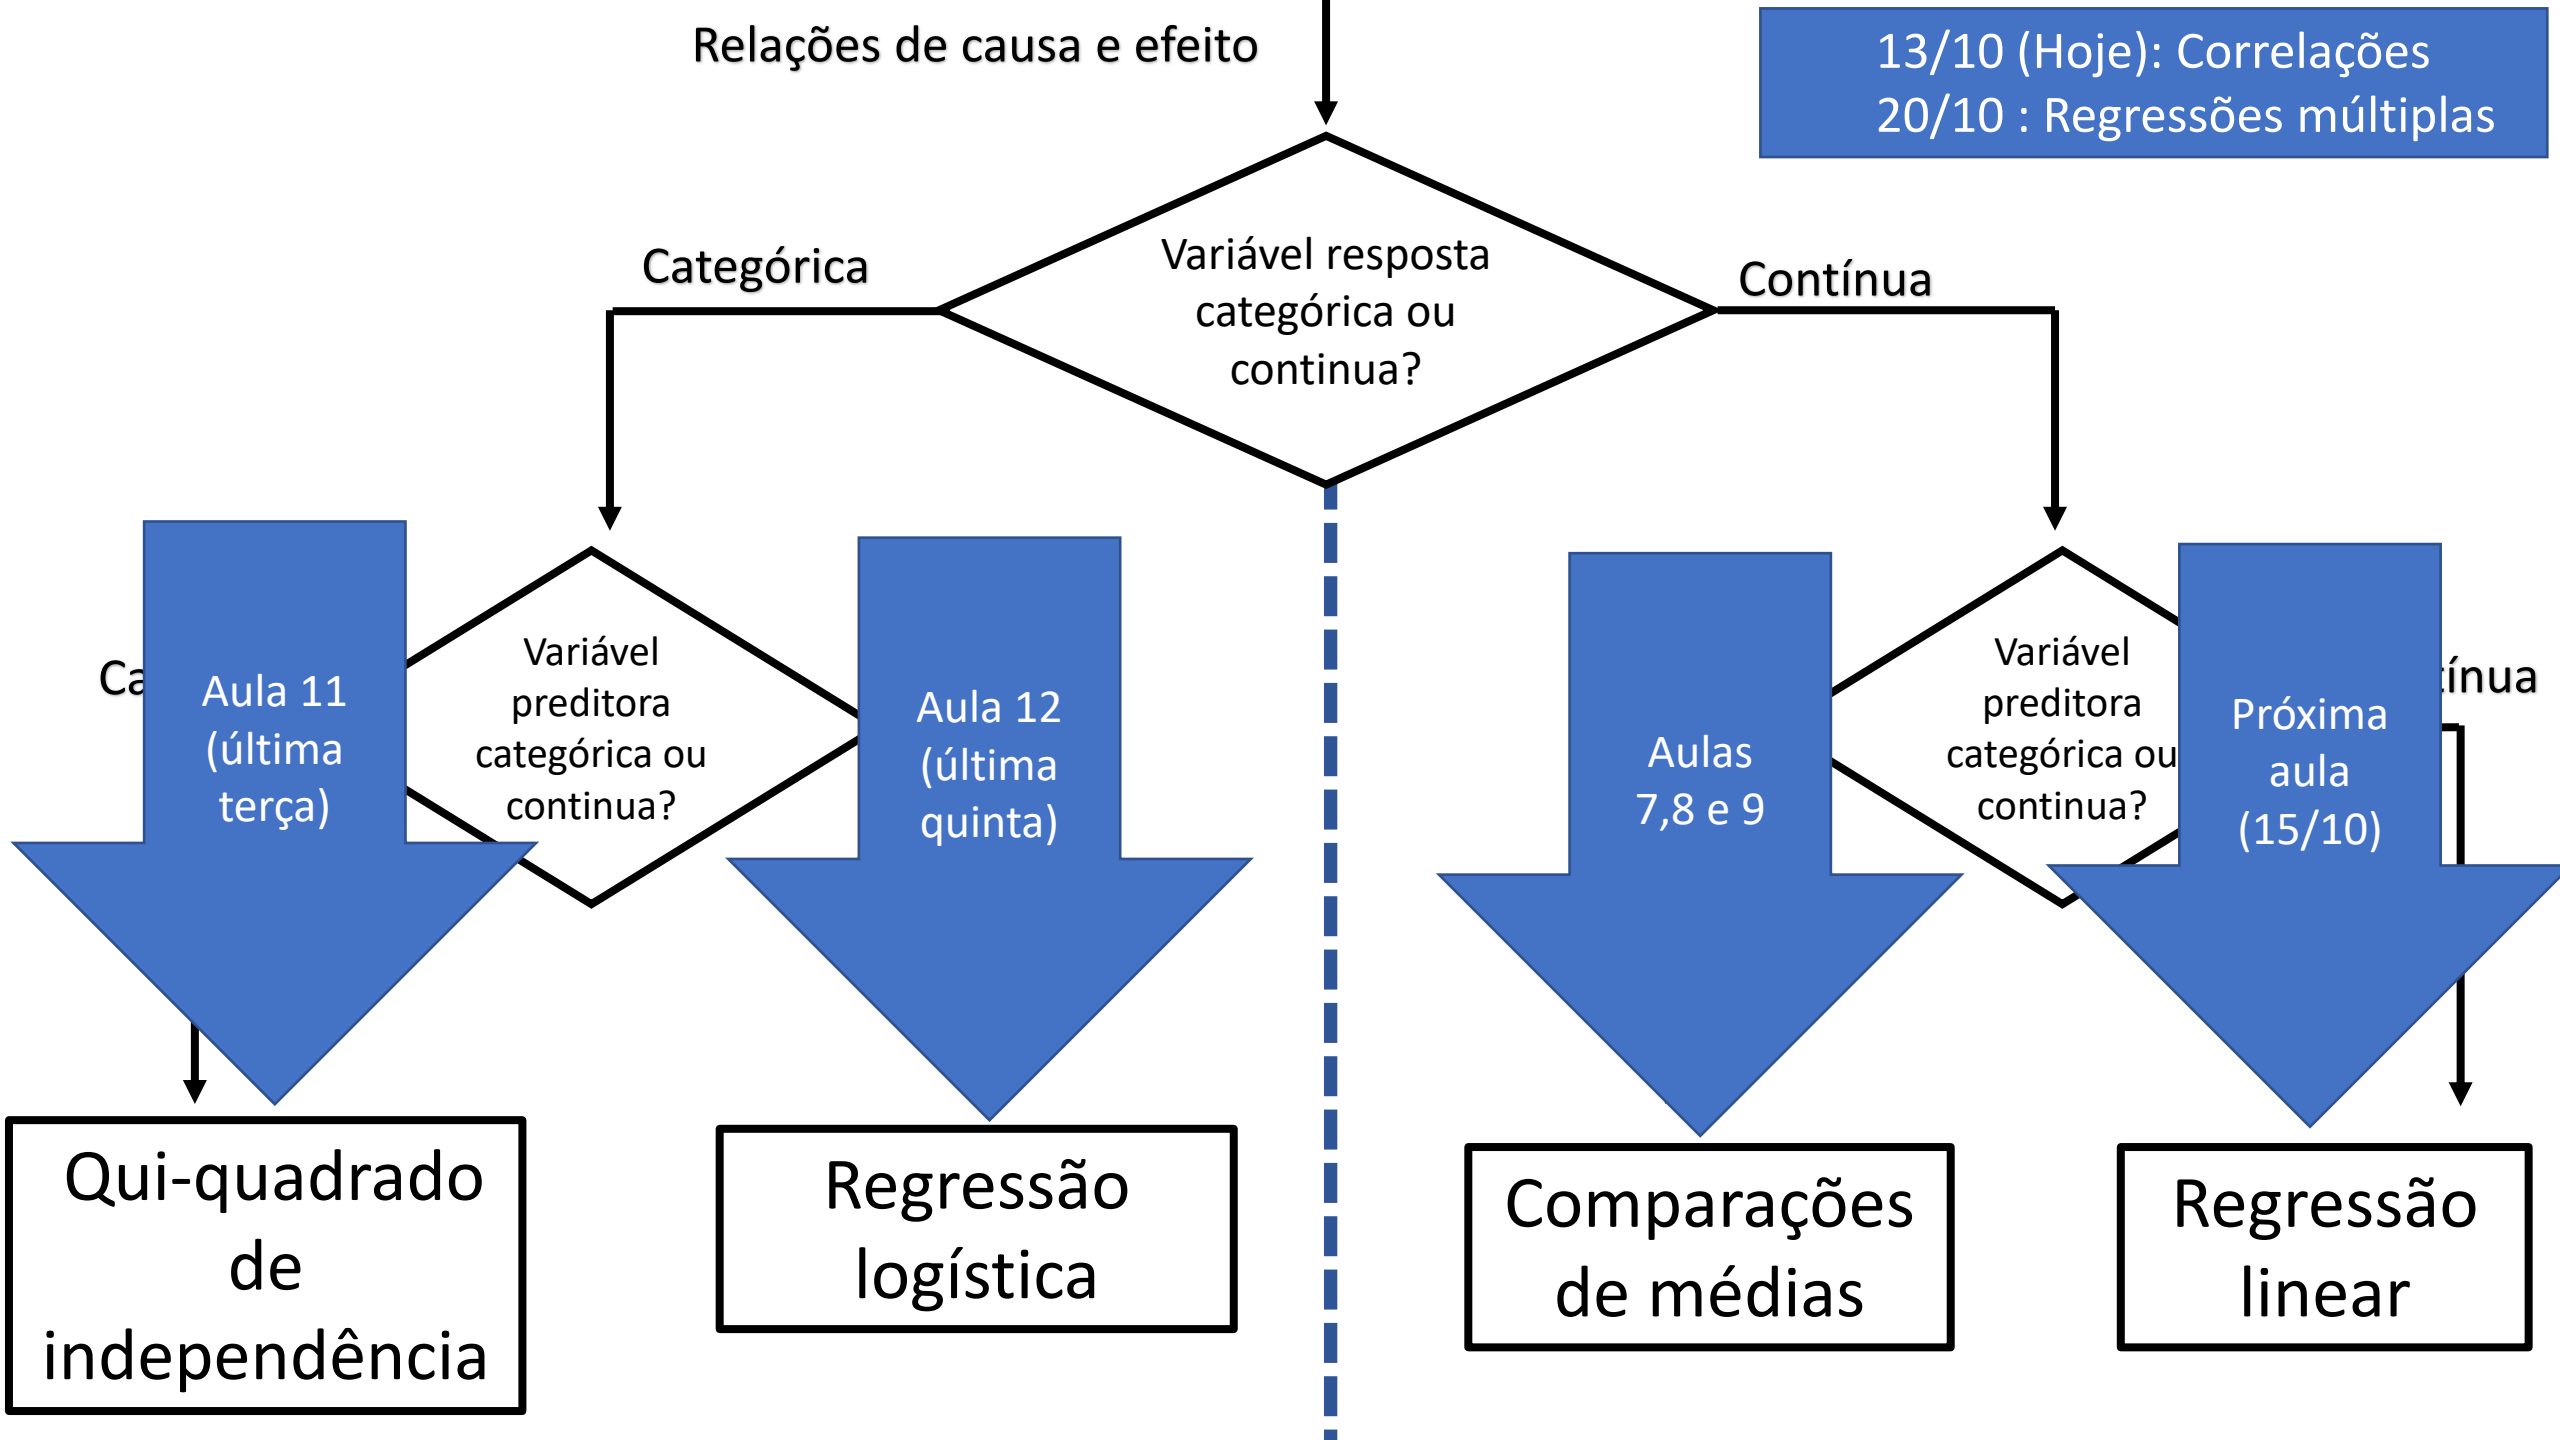 Relações de causa e efeito
13/10 (Hoje): Correlações
20/10 : Regressões múltiplas
Variável resposta
categórica ou
continua?
Categórica
Contínua
Aula 11
(última
terça)
Variável
preditora
categórica ou
continua?
Aula 12
(última
quinta)
Aulas
7,8 e 9
Variável
preditora
categórica ou
continua?
Próxima
aula
(15/10)
Qui-quadrado
de
independência
Regressão
logística
Comparações
de médias
Regressão
linear